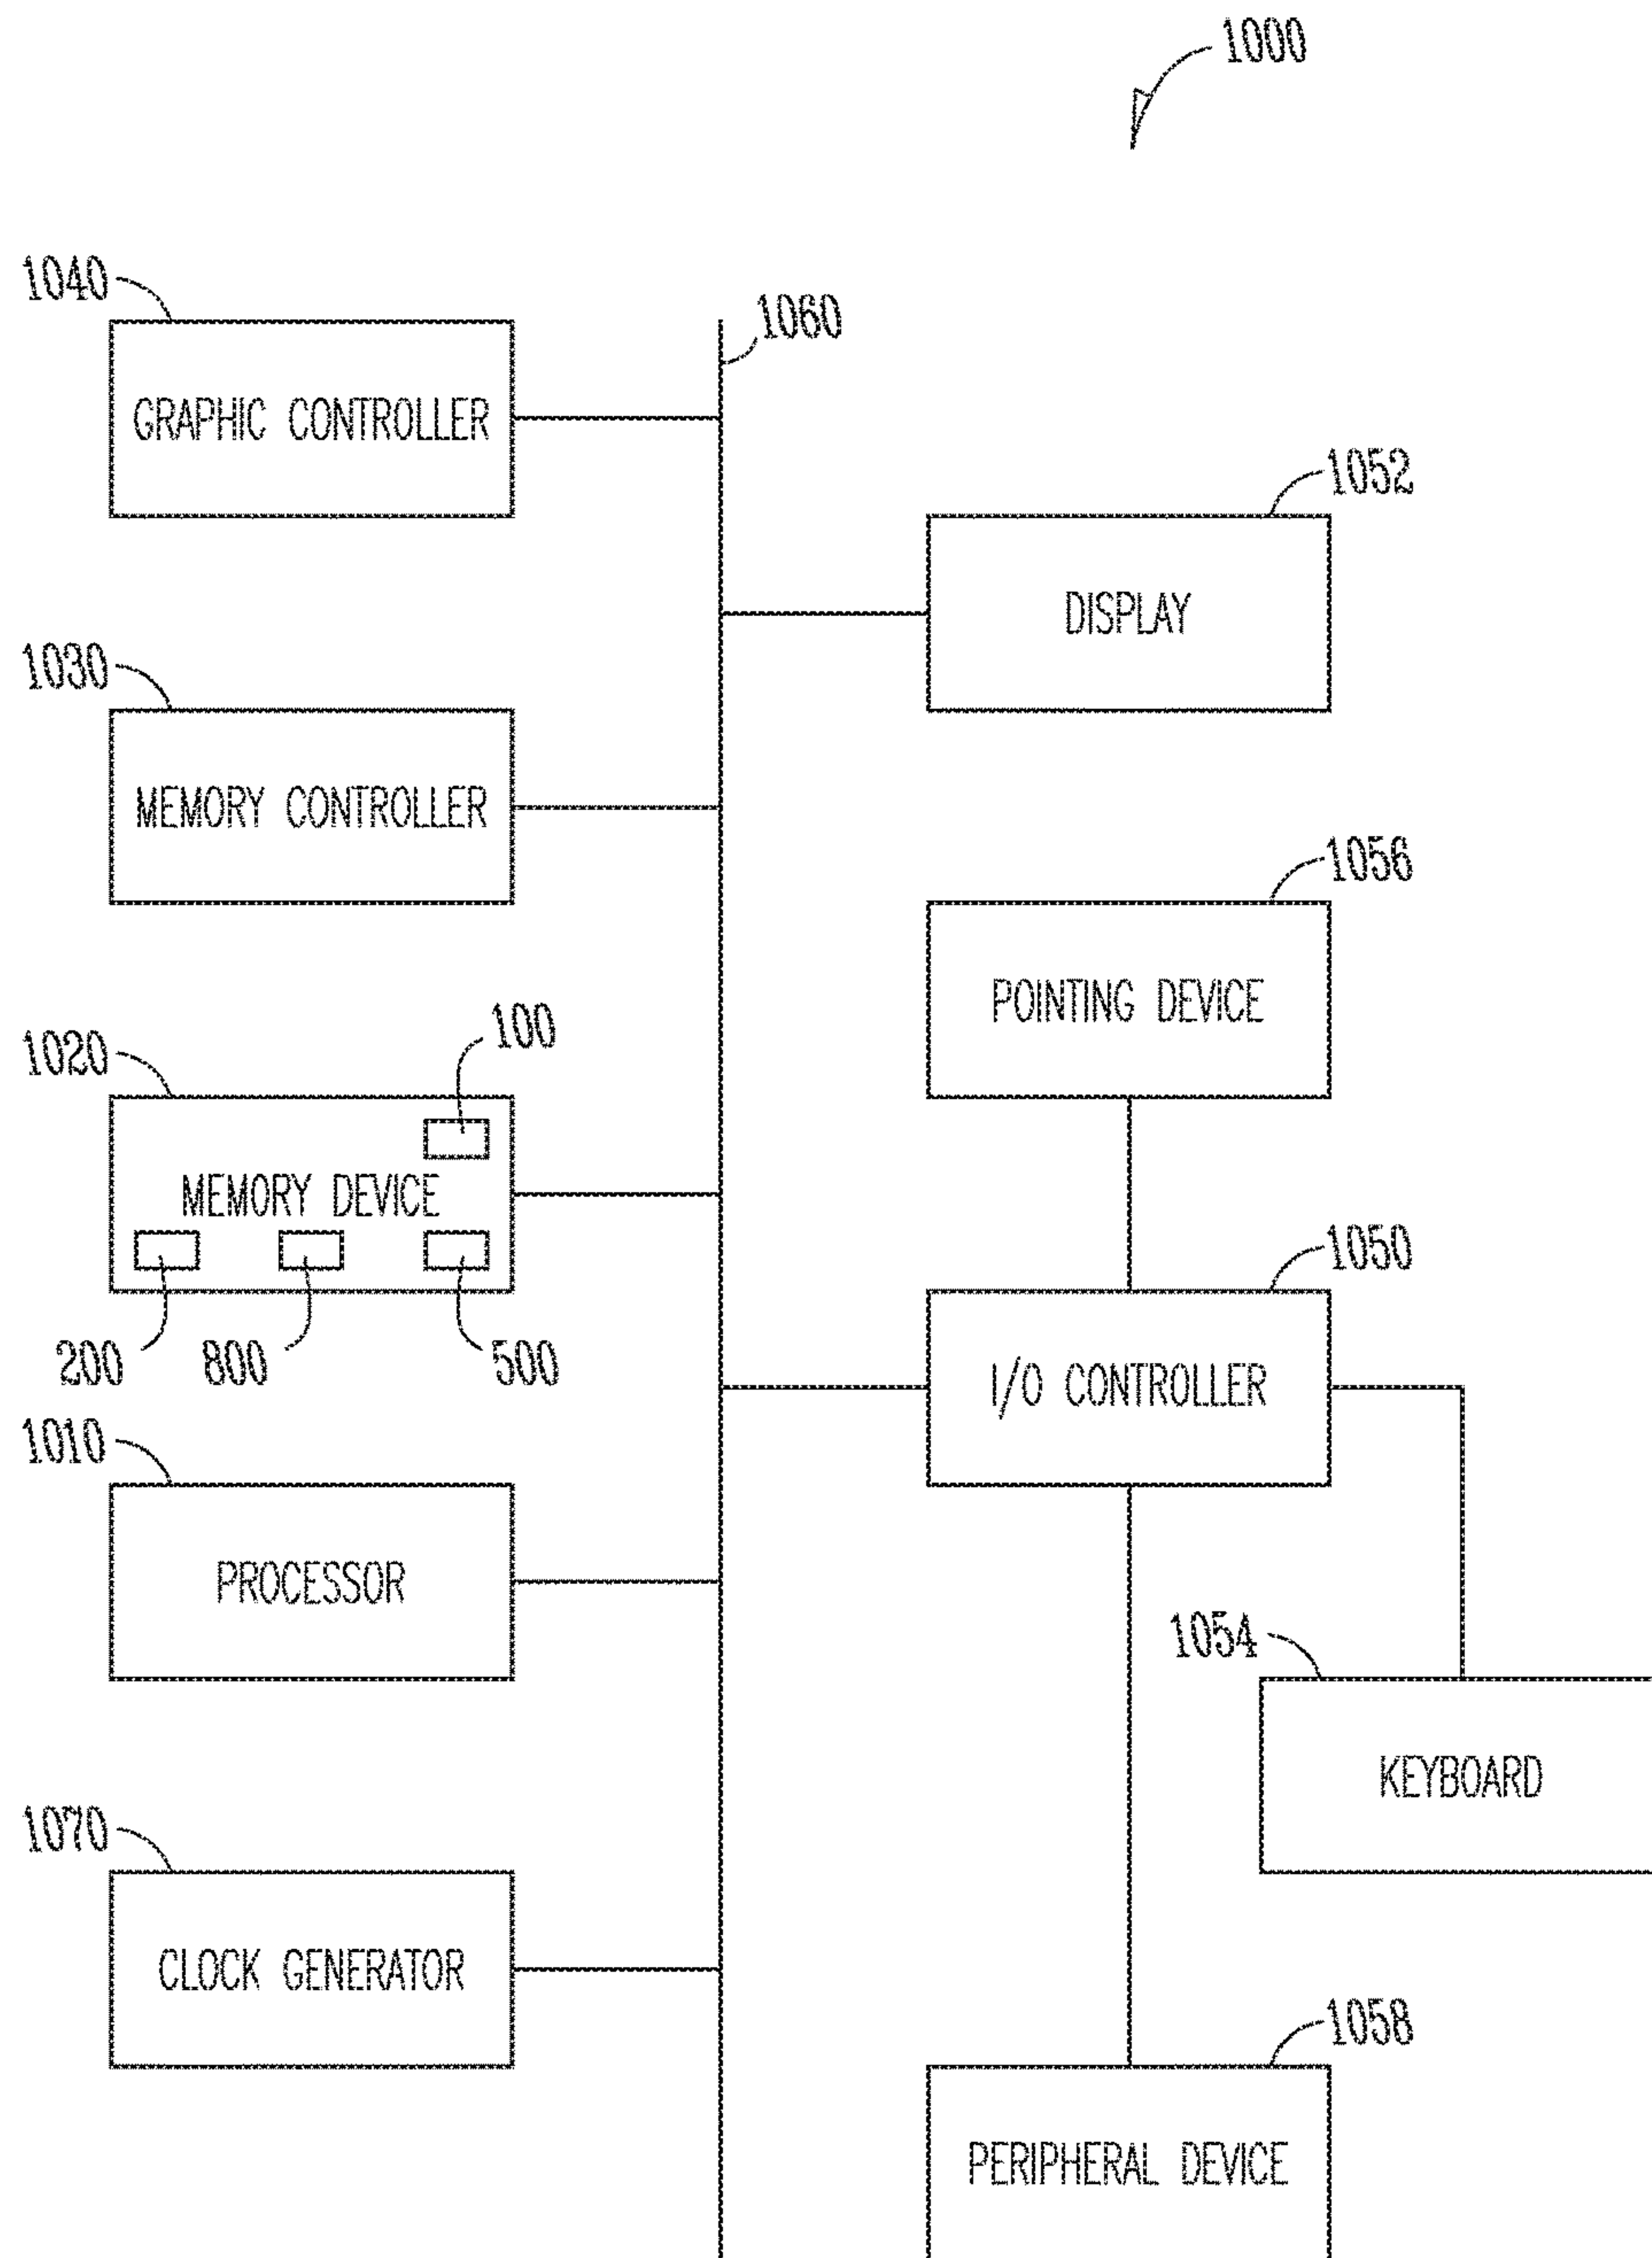 1000
1040
1060
GRAPHIC CONTROLLER
1052
DISPLAY
1030
MEMORY CONTROLLER
1056
POINTING DEVICE
100
1020
MEMORY DEVICE
200
800
500
1050
I/O CONTROLLER
1010
PROCESSOR
1054
KEYBOARD
1070
CLOCK GENERATOR
1058
PERIPHERAL DEVICE